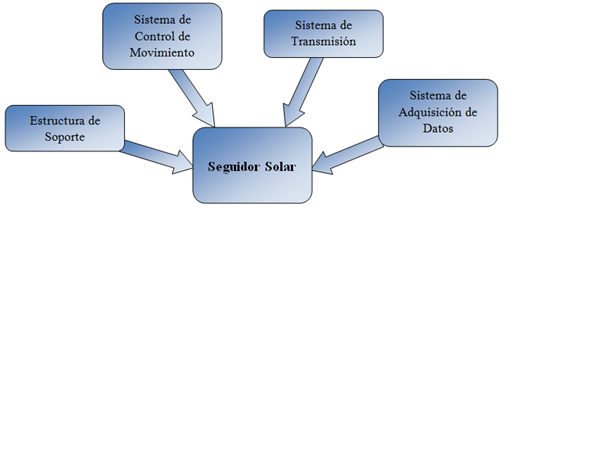 Sistema de
Control de
Movimiento
Sistema de
Transmisión
Sistema de
Adquisición de
Datos
Estructura de
Soporte
Seguidor Solar